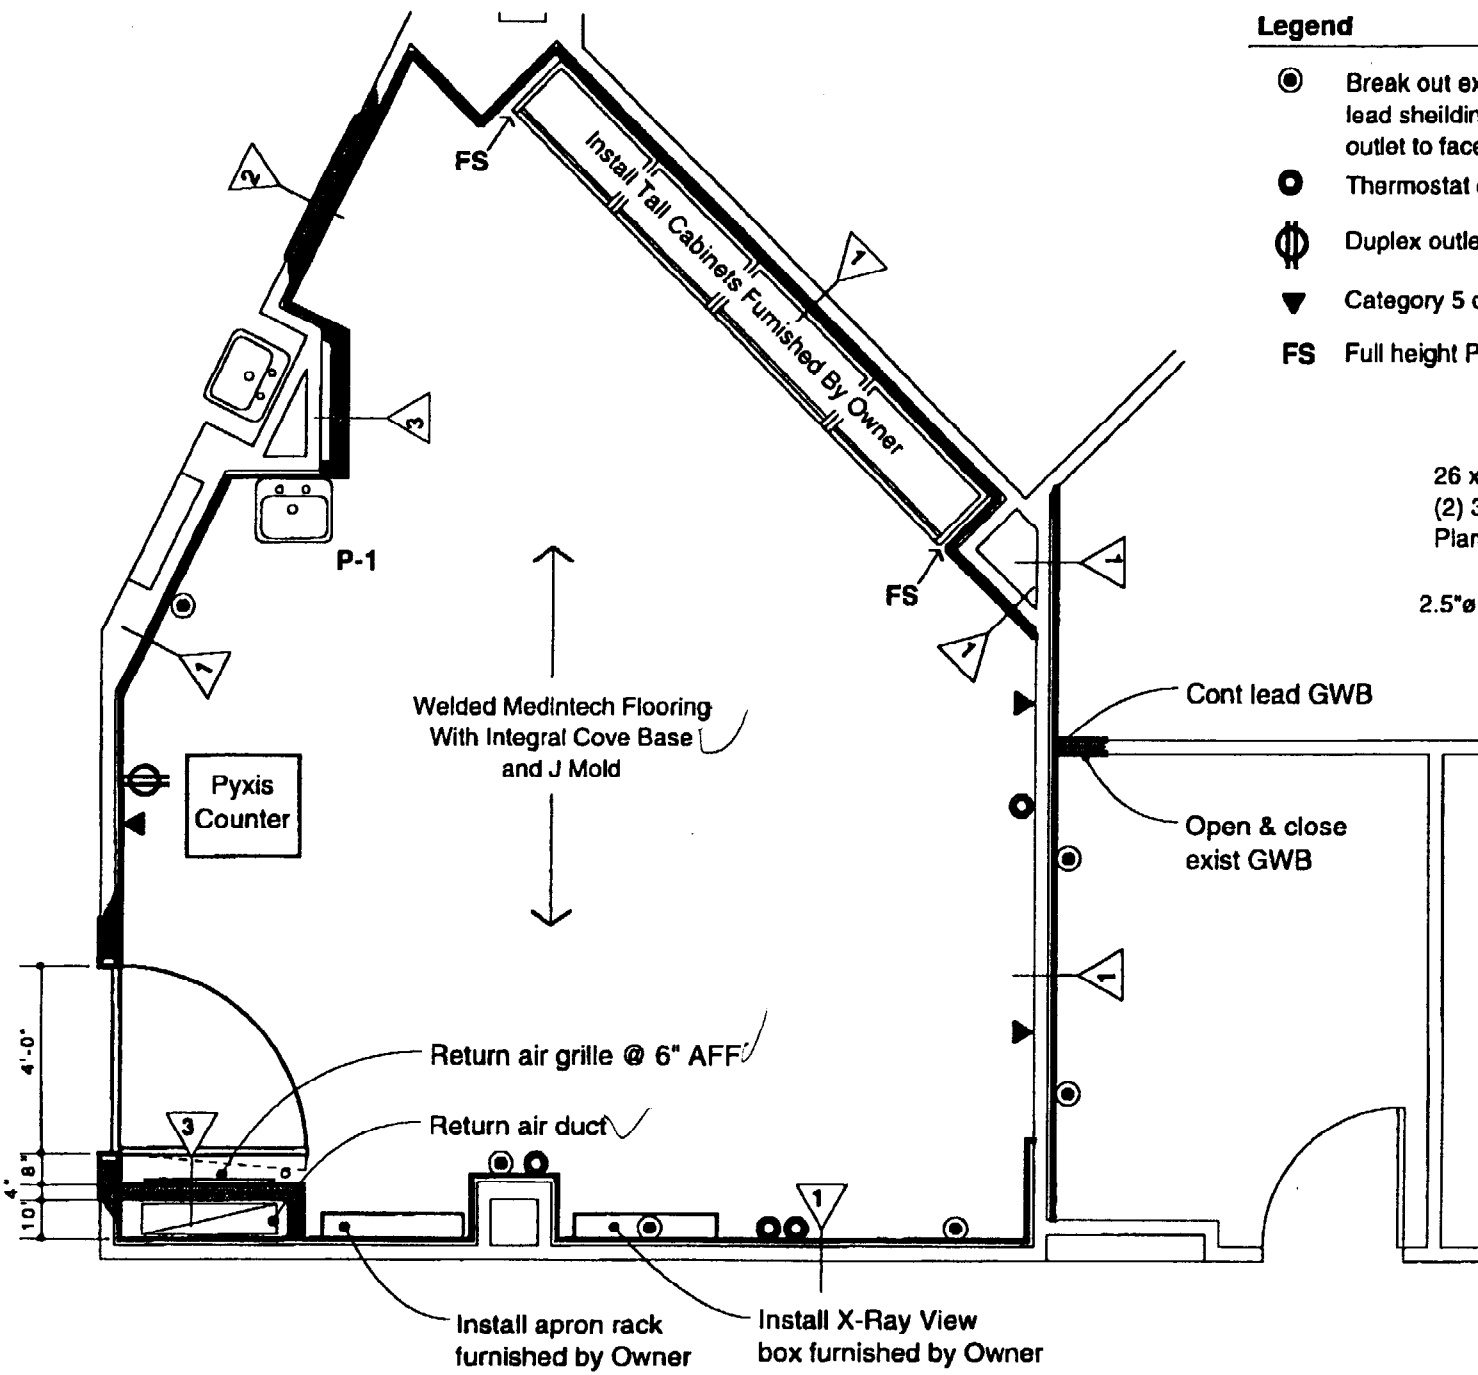 Legend
Break out ex
lead sheildin
outlet to face
Thermostat
Duplex outle
Category 5
FS Full height P
26 x
(2) 3
Plan
2.5"ø
2
FS
Install Tall Cabinets Furnished By Owner
1
3
P-1
FS
1
1
1
Welded Medintech Flooring
With Integral Cove Base
and J Mold
Cont lead GWB
Pyxis
Counter
Open & close
exist GWB
1
4'-0"
Return air grille @ 6" AFF
Return air duct
3
8"
4"
10"
1
Install apron rack
furnished by Owner
Install X-Ray View
box furnished by Owner